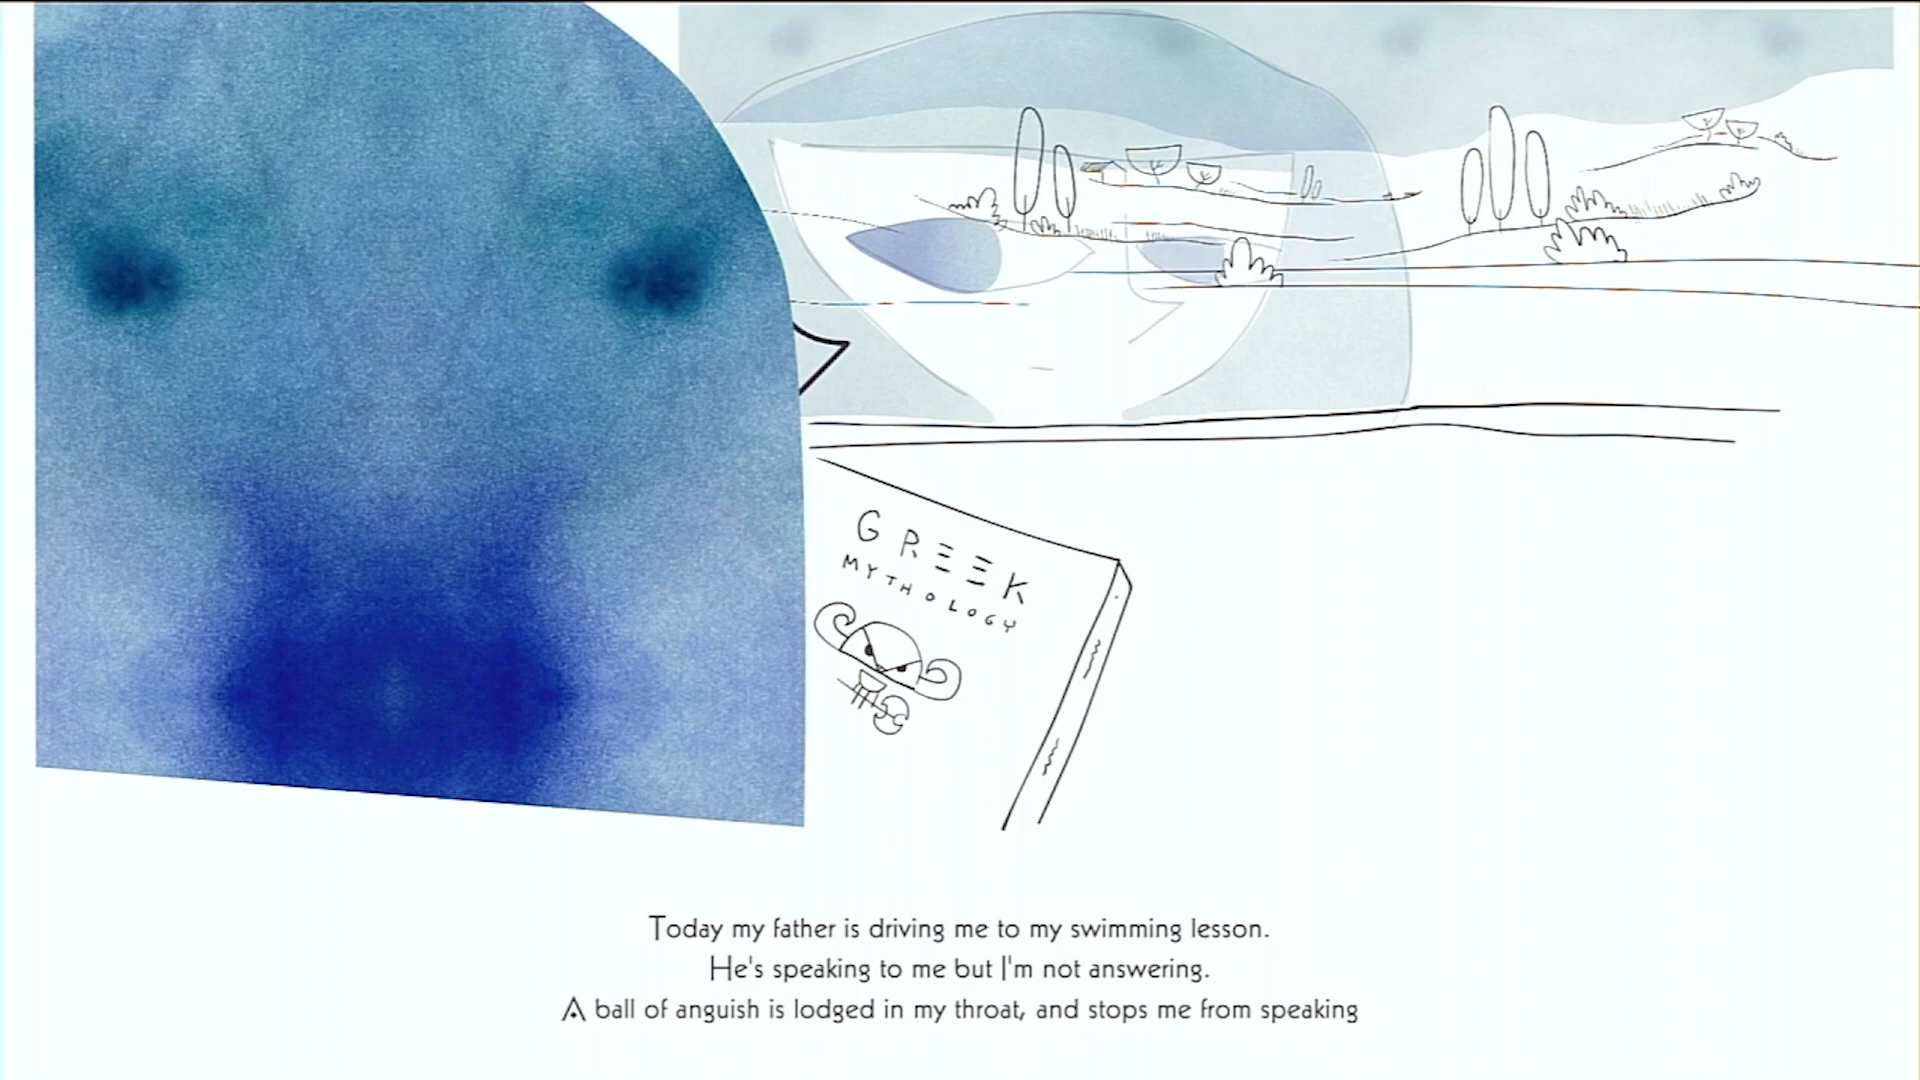 GREEK
MYTHOLOGY
Today my father is driving me to my swimming lesson.
He's speaking to me but I'm not answering.
A ball of anguish is lodged in my throat, and stops me from speaking